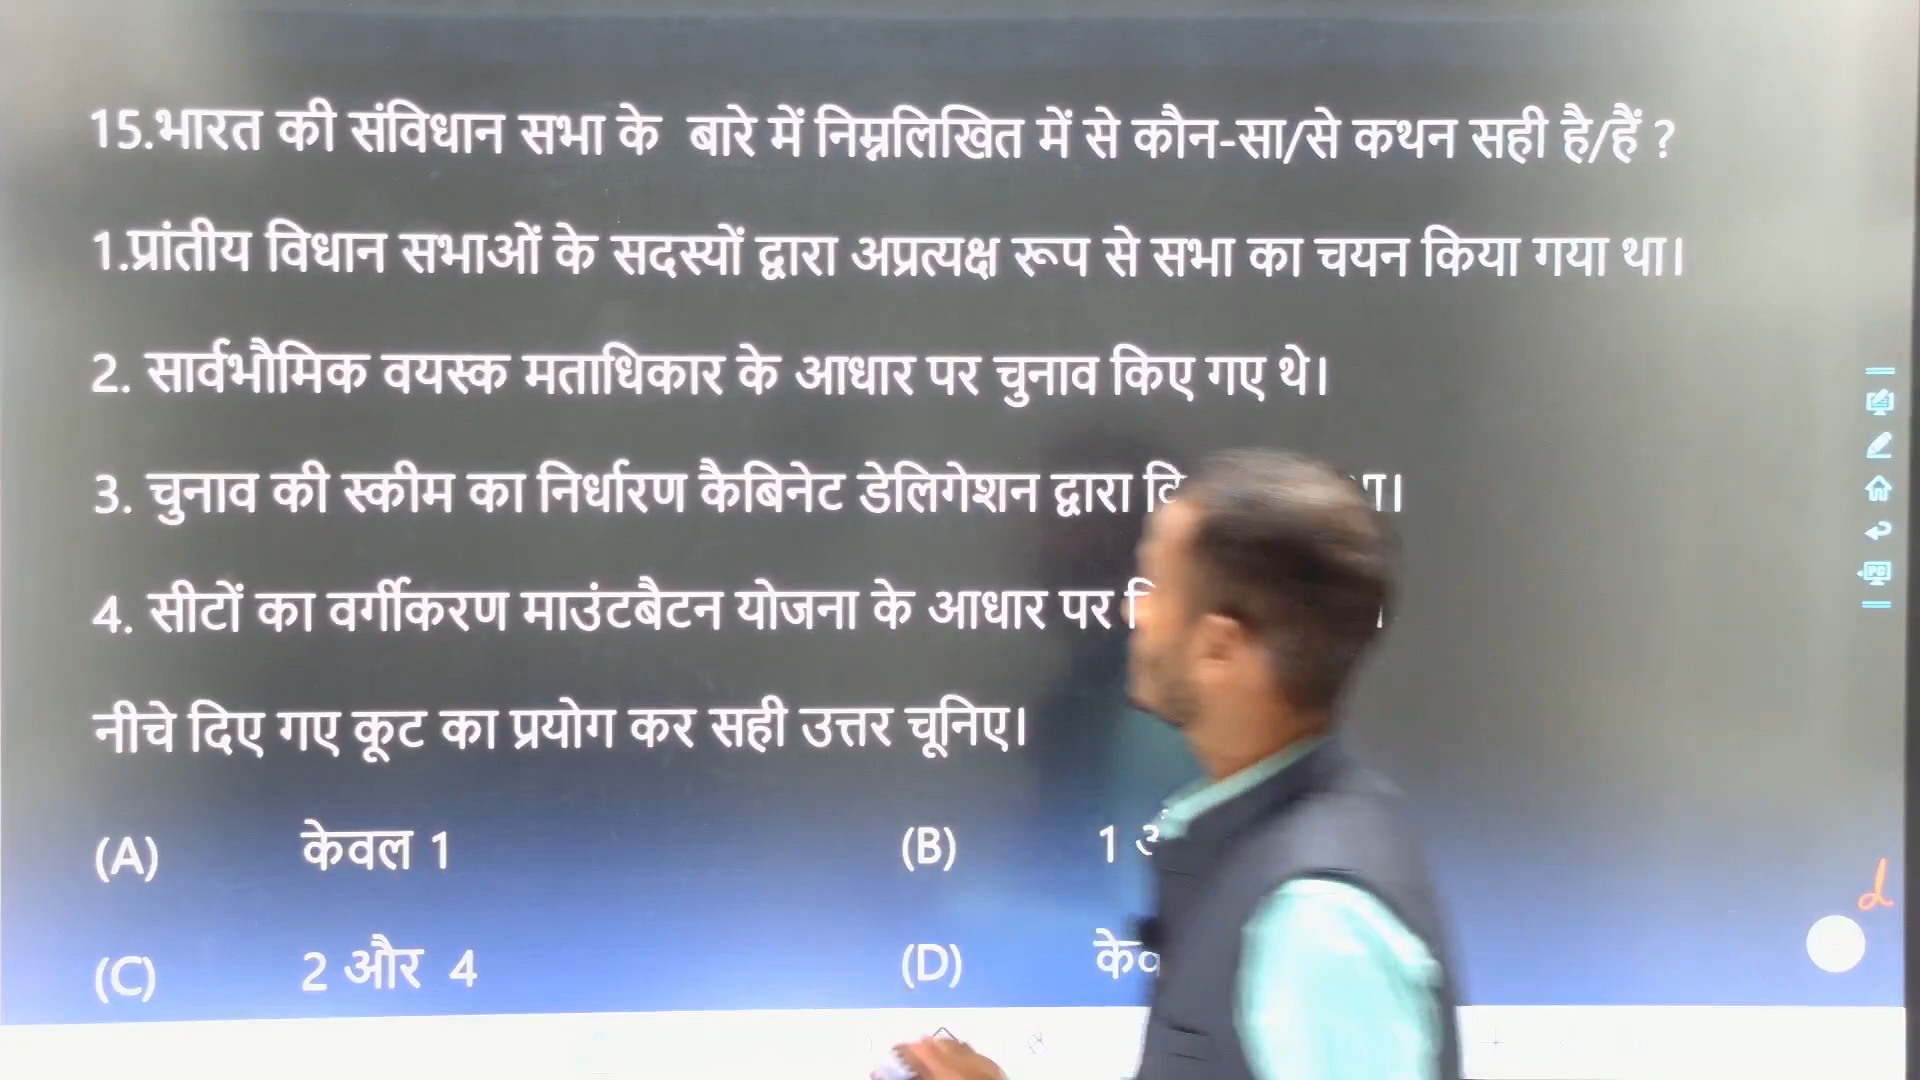 15.भारत की संविधान सभा के बारे में निम्नलिखित में से कौन-सा/से कथन सही है/हैं ?
1.प्रांतीय विधान सभाओं के सदस्यों द्वारा अप्रत्यक्ष रूप से सभा का चयन किया गया था।
2. सार्वभौमिक वयस्क मताधिकार के आधार पर चुनाव किए गए थे।
3. चुनाव की स्कीम का निर्धारण कैबिनेट डेलिगेशन द्वारा
4. सीटों का वर्गीकरण माउंटबैटन योजना के आधार पर
नीचे दिए गए कूट का प्रयोग कर सही उत्तर चूनिए।
(A) केवल 1 (B) 1
(C) 2 और 4 (D)
PC